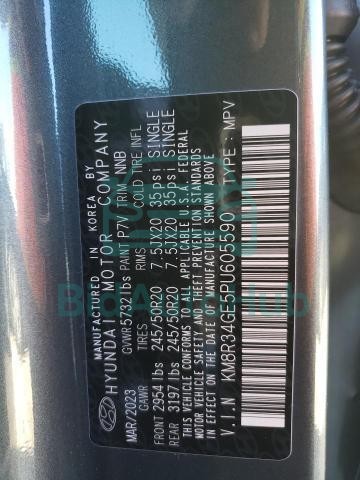 MANUFACTURED IN KOREA BY
HYUNDAI MOTOR COMPANY
MAR/2023 GVWR 5732 lbs PAINT P7V TRIM NNB
GAWR TIRES RIMS COLD TIRE INFL
FRONT 2954 lbs 245/50R20 7.5JX20 35psi SINGLE
REAR 3197 lbs 245/50R20 7.5JX20 35psi SINGLE
THIS VEHICLE CONFORMS TO ALL APPLICABLE U.S.A. FEDERAL
MOTOR VEHICLE SAFETY AND THEFT PREVENTION STANDARDS
IN EFFECT ON THE DATE OF MANUFACTURE SHOWN ABOVE.
V.I.N KM8R34GE5PU605590 TYPE : MPV